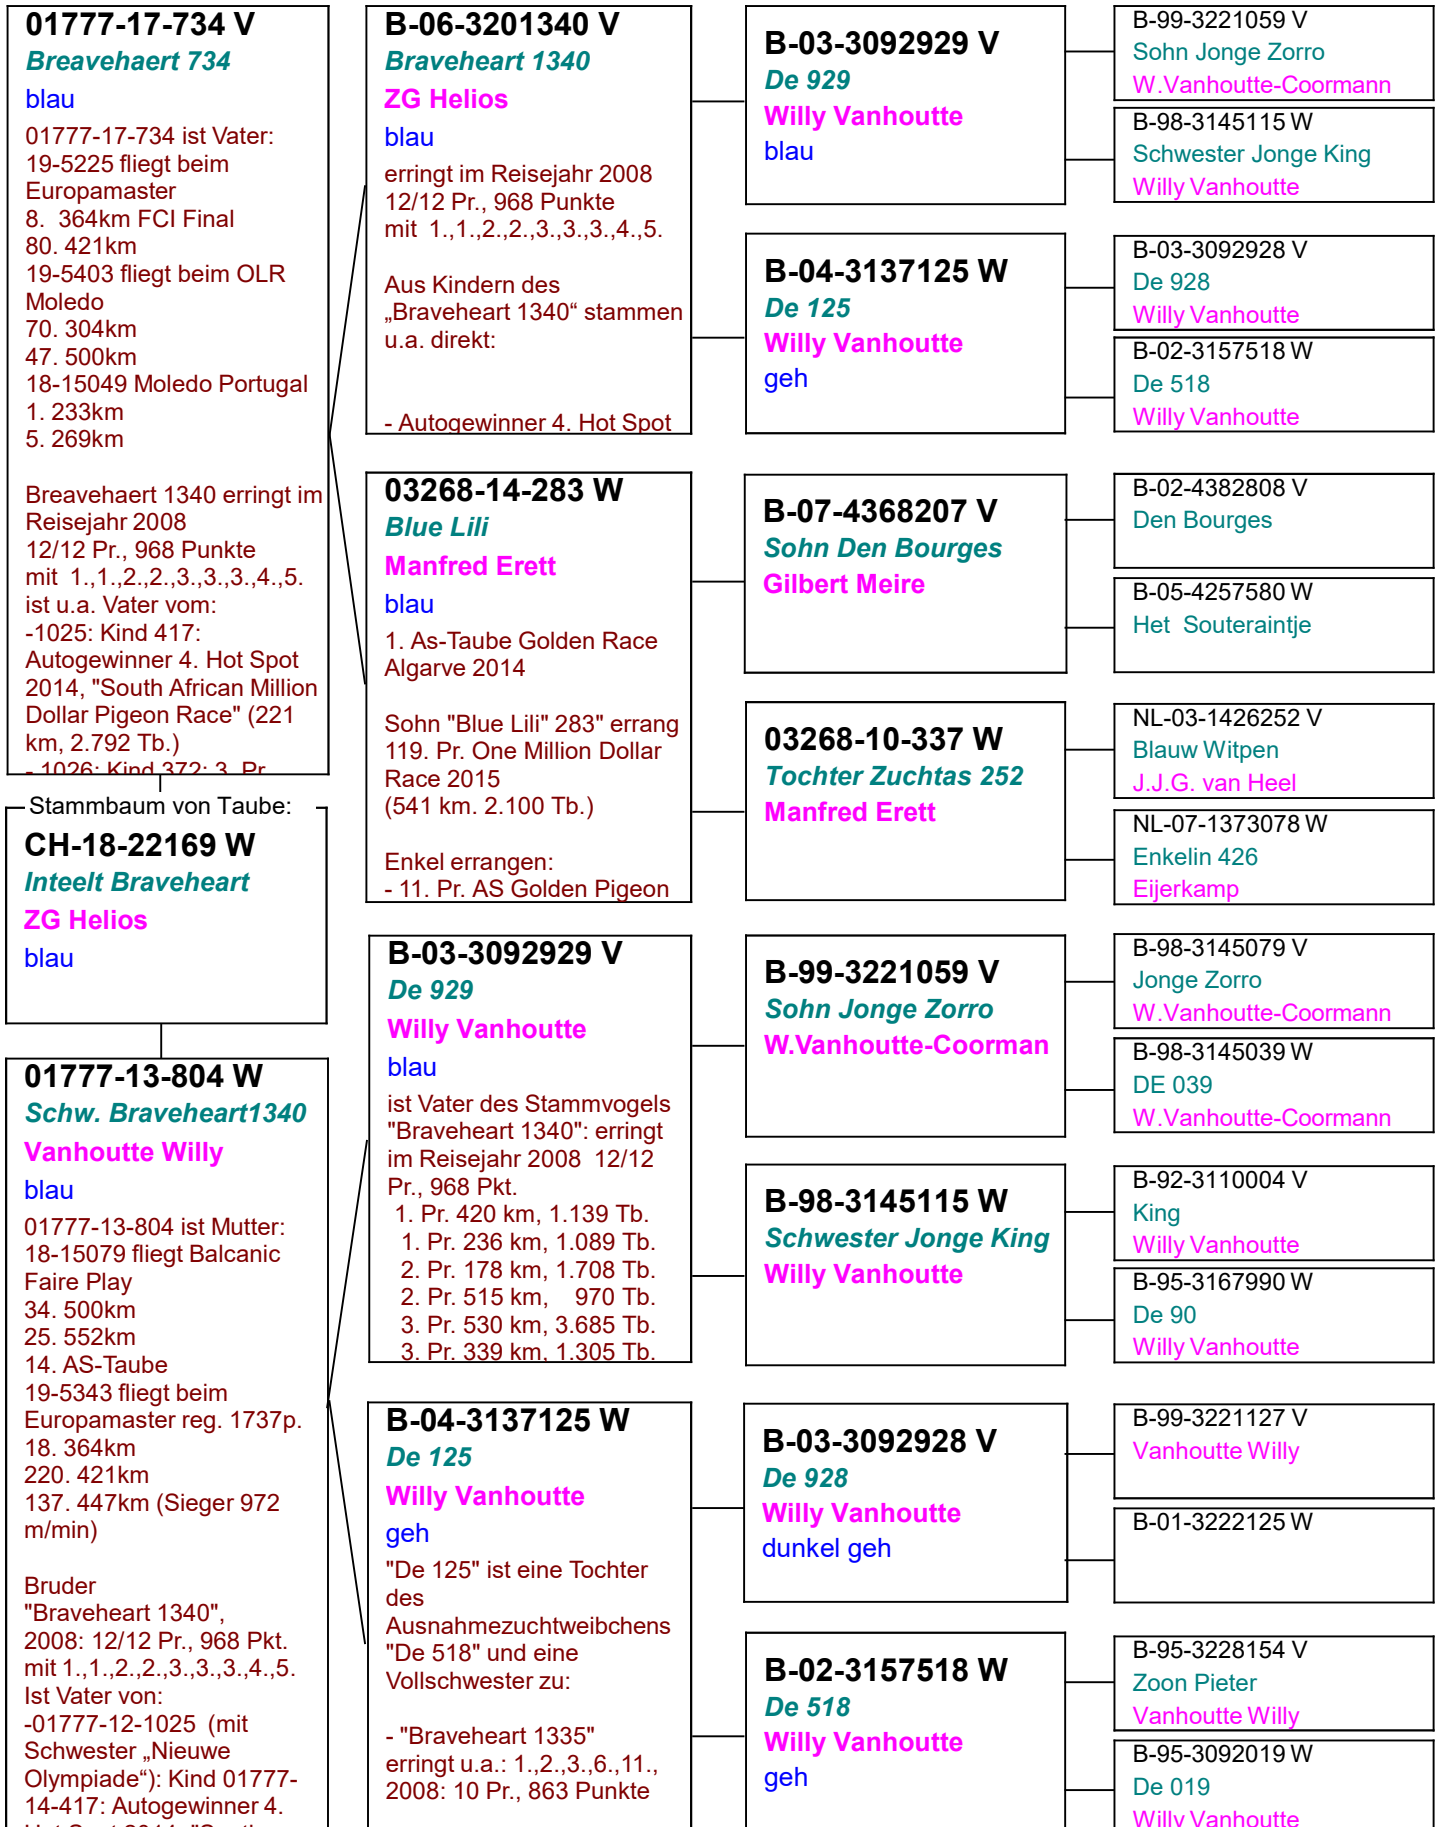 01777-17-734 V
Breavehaert 734
blau
01777-17-734 ist Vater:
19-5225 fliegt beim
Europamaster
8.  364km FCI Final
80. 421km
19-5403 fliegt beim OLR
Moledo
70. 304km
47. 500km
18-15049 Moledo Portugal
1. 233km
5. 269km
Breavehaert 1340 erringt im
Reisejahr 2008
12/12 Pr., 968 Punkte
mit  1.,1.,2.,2.,3.,3.,3.,4.,5.
ist u.a. Vater vom:
-1025: Kind 417:
Autogewinner 4. Hot Spot
2014, "South African Million
Dollar Pigeon Race" (221
km, 2.792 Tb.)
- 1026: Kind 372: 3. Pr
Stammbaum von Taube:
CH-18-22169 W
Inteelt Braveheart
ZG Helios
blau
01777-13-804 W
Schw. Braveheart1340
Vanhoutte Willy
blau
01777-13-804 ist Mutter:
18-15079 fliegt Balcanic
Faire Play
34. 500km
25. 552km
14. AS-Taube
19-5343 fliegt beim
Europamaster reg. 1737p.
18. 364km
220. 421km
137. 447km (Sieger 972
m/min)
Bruder
"Braveheart 1340",
2008: 12/12 Pr., 968 Pkt.
mit 1.,1.,2.,2.,3.,3.,3.,4.,5.
Ist Vater von:
-01777-12-1025  (mit
Schwester „Nieuwe
Olympiade“): Kind 01777-
14-417: Autogewinner 4.
B-06-3201340 V
Braveheart 1340
ZG Helios
blau
erringt im Reisejahr 2008
12/12 Pr., 968 Punkte
mit  1.,1.,2.,2.,3.,3.,3.,4.,5.
Aus Kindern des
„Braveheart 1340“ stammen
u.a. direkt:
- Autogewinner 4. Hot Spot
03268-14-283 W
Blue Lili
Manfred Erett
blau
1. As-Taube Golden Race
Algarve 2014
Sohn "Blue Lili" 283" errang
119. Pr. One Million Dollar
Race 2015
(541 km. 2.100 Tb.)
Enkel errangen:
- 11. Pr. AS Golden Pigeon
B-03-3092929 V
De 929
Willy Vanhoutte
blau
ist Vater des Stammvogels
"Braveheart 1340": erringt
im Reisejahr 2008  12/12
Pr., 968 Pkt.
1. Pr. 420 km, 1.139 Tb.
1. Pr. 236 km, 1.089 Tb.
2. Pr. 178 km, 1.708 Tb.
2. Pr. 515 km,    970 Tb.
3. Pr. 530 km, 3.685 Tb.
3. Pr. 339 km, 1.305 Tb.
B-04-3137125 W
De 125
Willy Vanhoutte
geh
"De 125" ist eine Tochter
des
Ausnahmezuchtweibchens
"De 518" und eine
Vollschwester zu:
- "Braveheart 1335"
erringt u.a.: 1.,2.,3.,6.,11.,
2008: 10 Pr., 863 Punkte
B-03-3092929 V
De 929
Willy Vanhoutte
blau
B-04-3137125 W
De 125
Willy Vanhoutte
geh
B-07-4368207 V
Sohn Den Bourges
Gilbert Meire
03268-10-337 W
Tochter Zuchtas 252
Manfred Erett
B-99-3221059 V
Sohn Jonge Zorro
W.Vanhoutte-Coorman
B-98-3145115 W
Schwester Jonge King
Willy Vanhoutte
B-03-3092928 V
De 928
Willy Vanhoutte
dunkel geh
B-02-3157518 W
De 518
Willy Vanhoutte
geh
B-99-3221059 V
Sohn Jonge Zorro
W.Vanhoutte-Coormann
B-98-3145115 W
Schwester Jonge King
Willy Vanhoutte
B-03-3092928 V
De 928
Willy Vanhoutte
B-02-3157518 W
De 518
Willy Vanhoutte
B-02-4382808 V
Den Bourges
B-05-4257580 W
Het  Souteraintje
NL-03-1426252 V
Blauw Witpen
J.J.G. van Heel
NL-07-1373078 W
Enkelin 426
Eijerkamp
B-98-3145079 V
Jonge Zorro
W.Vanhoutte-Coormann
B-98-3145039 W
DE 039
W.Vanhoutte-Coormann
B-92-3110004 V
King
Willy Vanhoutte
B-95-3167990 W
De 90
Willy Vanhoutte
B-99-3221127 V
Vanhoutte Willy
B-01-3222125 W
B-95-3228154 V
Zoon Pieter
Vanhoutte Willy
B-95-3092019 W
De 019
Willy Vanhoutte